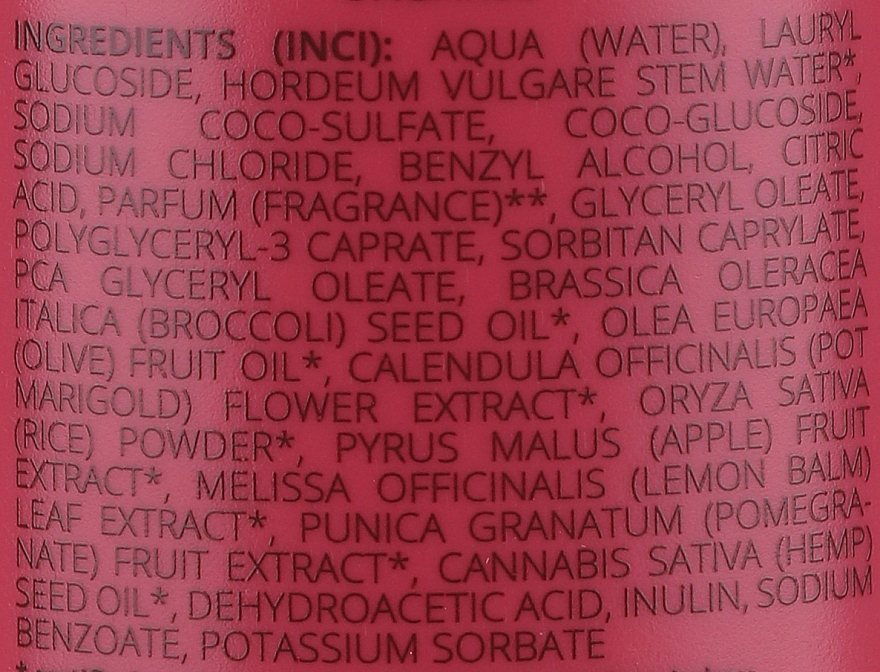 INGREDIENTS (INCI): AQUA (WATER), LAURYL
GLUCOSIDE, HORDEUM VULGARE STEM WATER*,
SODIUM COCO-SULFATE, COCO-GLUCOSIDE,
SODIUM CHLORIDE, BENZYL ALCOHOL, CITRIC
ACID, PARFUM (FRAGRANCE)**, GLYCERYL OLEATE,
POLYGLYCERYL-3 CAPRATE, SORBITAN CAPRYLATE,
PCA GLYCERYL OLEATE, BRASSICA OLERACEA
ITALICA (BROCCOLI) SEED OIL*, OLEA EUROPAEA
(OLIVE) FRUIT OIL*, CALENDULA OFFICINALIS (POT
MARIGOLD) FLOWER EXTRACT*, ORYZA SATIVA
(RICE) POWDER*, PYRUS MALUS (APPLE) FRUIT
EXTRACT*, MELISSA OFFICINALIS (LEMON BALM)
LEAF EXTRACT*, PUNICA GRANATUM (POMEGRA-
NATE) FRUIT EXTRACT*, CANNABIS SATIVA (HEMP)
SEED OIL*, DEHYDROACETIC ACID, INULIN, SODIUM
BENZOATE, POTASSIUM SORBATE